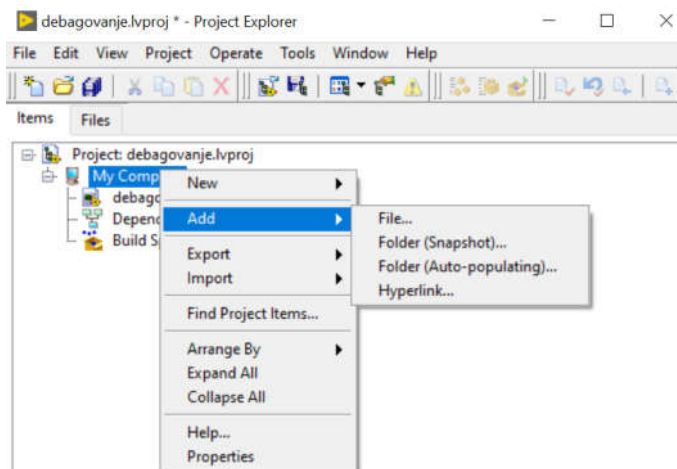 debagovanje.lvproj * - Project Explorer
File Edit View Project Operate Tools Window Help
Items Files
Project: debagovanje.lvproj
My Comp
debago
Depend
Build S
New
Add
Export
Import
Find Project Items...
Arrange By
Expand All
Collapse All
Help...
Properties
File...
Folder (Snapshot)...
Folder (Auto-populating)...
Hyperlink...